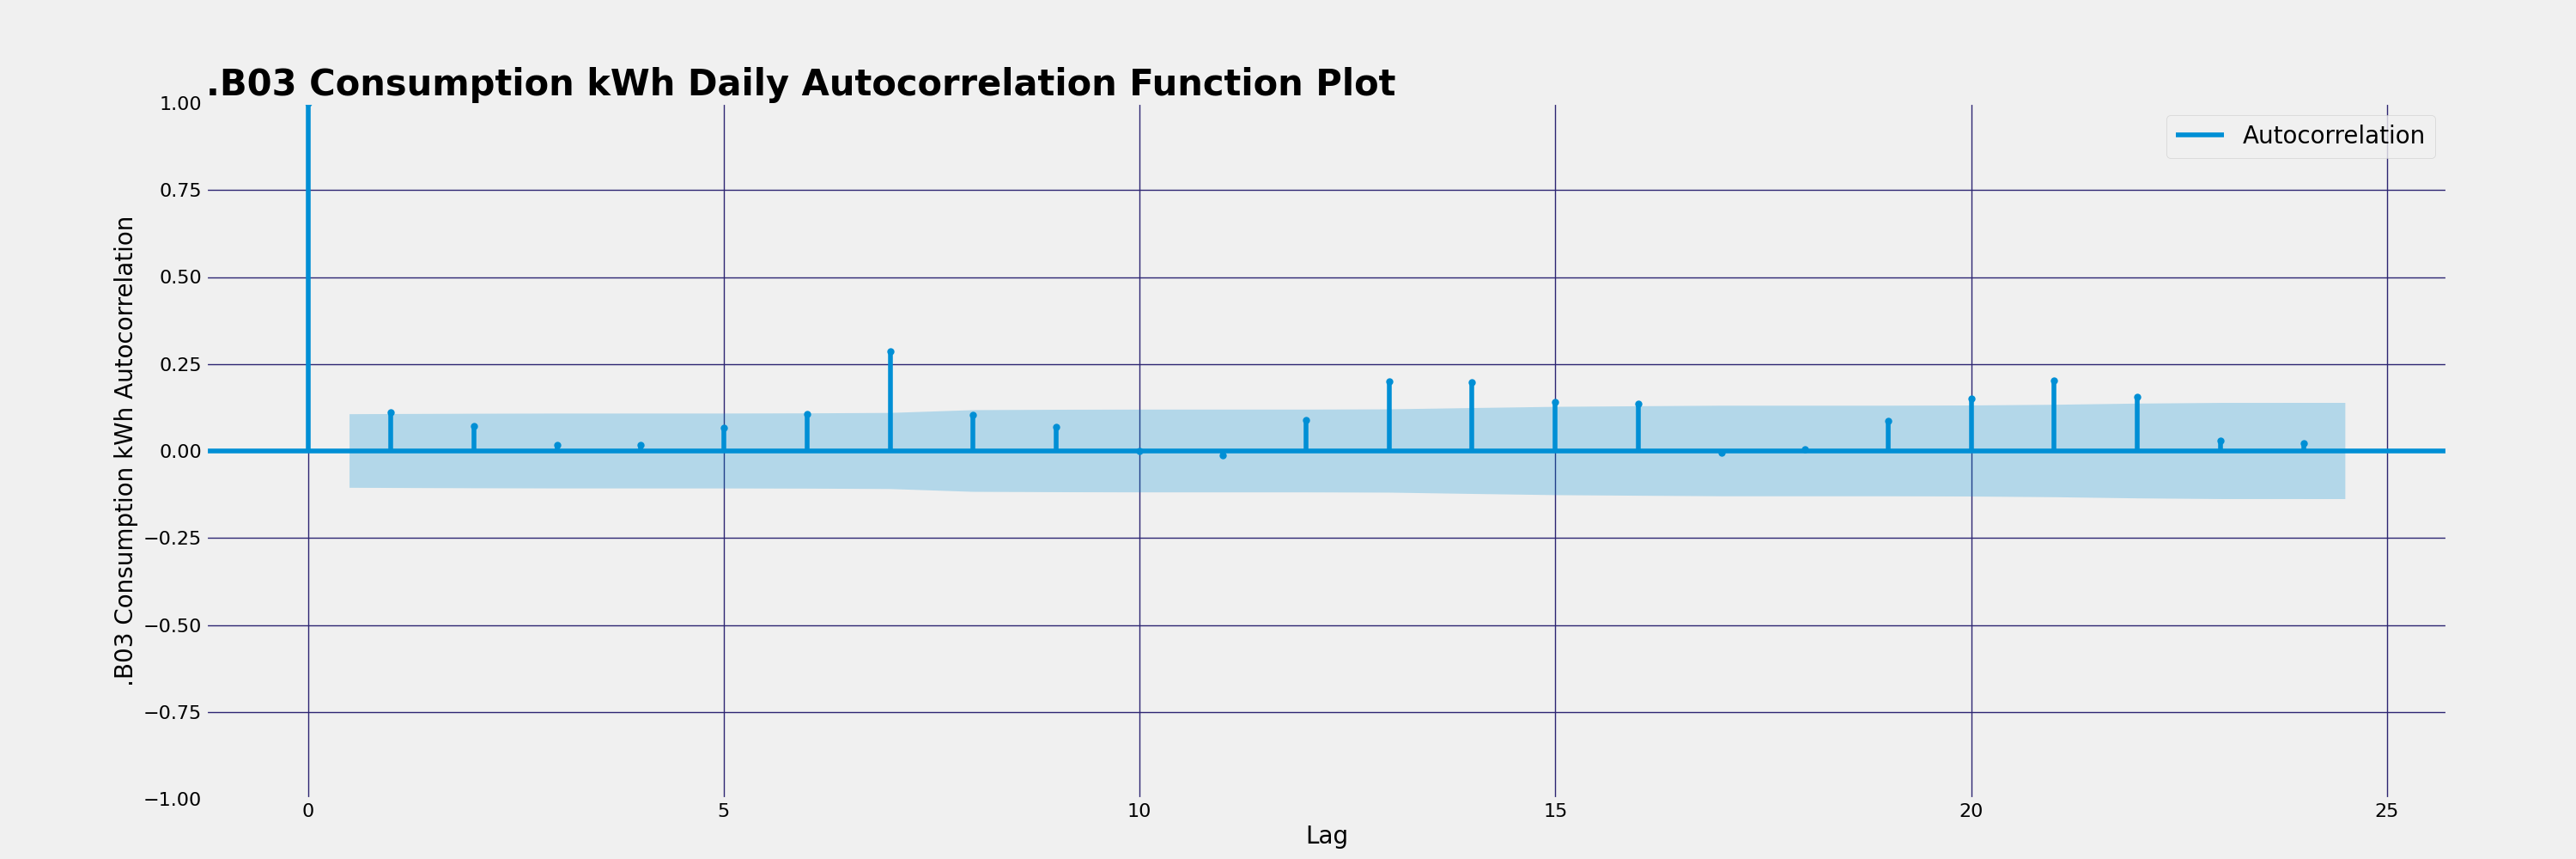 .B03 Consumption kWh Daily Autocorrelation Function Plot
Autocorrelation
.B03 Consumption kWh Autocorrelation
1.00
0.75
0.50
0.25
0.00
−0.25
−0.50
−0.75
−1.00
0 5 10 15 20 25
Lag